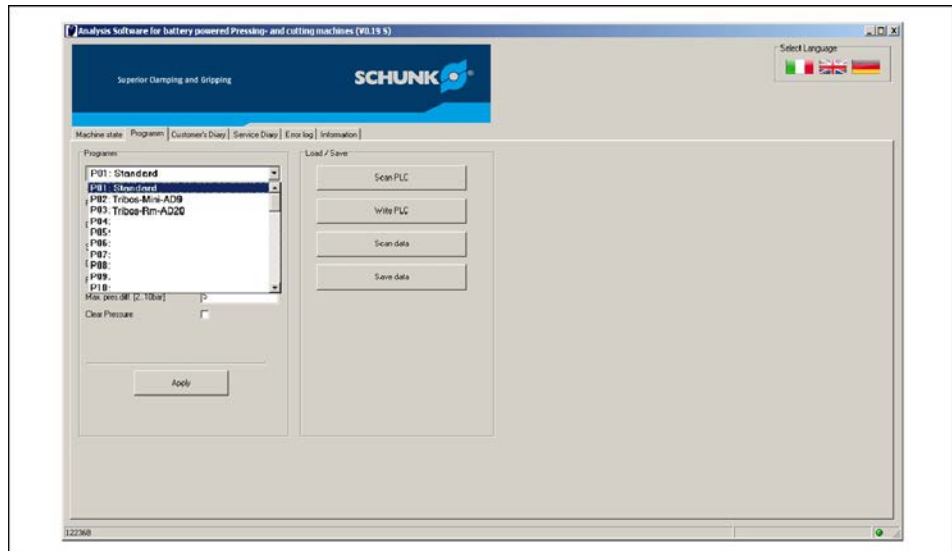 Analysis Software for battery powered Pressing- and cutting machines (V0.19 S)
Select Language
Superior Clamping and Gripping
SCHUNK
Machine state
Programm
Customer's Diary
Service Diary
Error log
Information
Programm
P01: Standard
P01: Standard
P02: Tribos-Mini-AD9
P03: Tribos-Rm-AD20
P04:
P05:
P06:
P07:
P08:
P09:
P10:
Max. pres.diff. [2..10bar]
5
Clear Pressure
Apply
Load / Save
Scan PLC
Write PLC
Scan data
Save data
122368